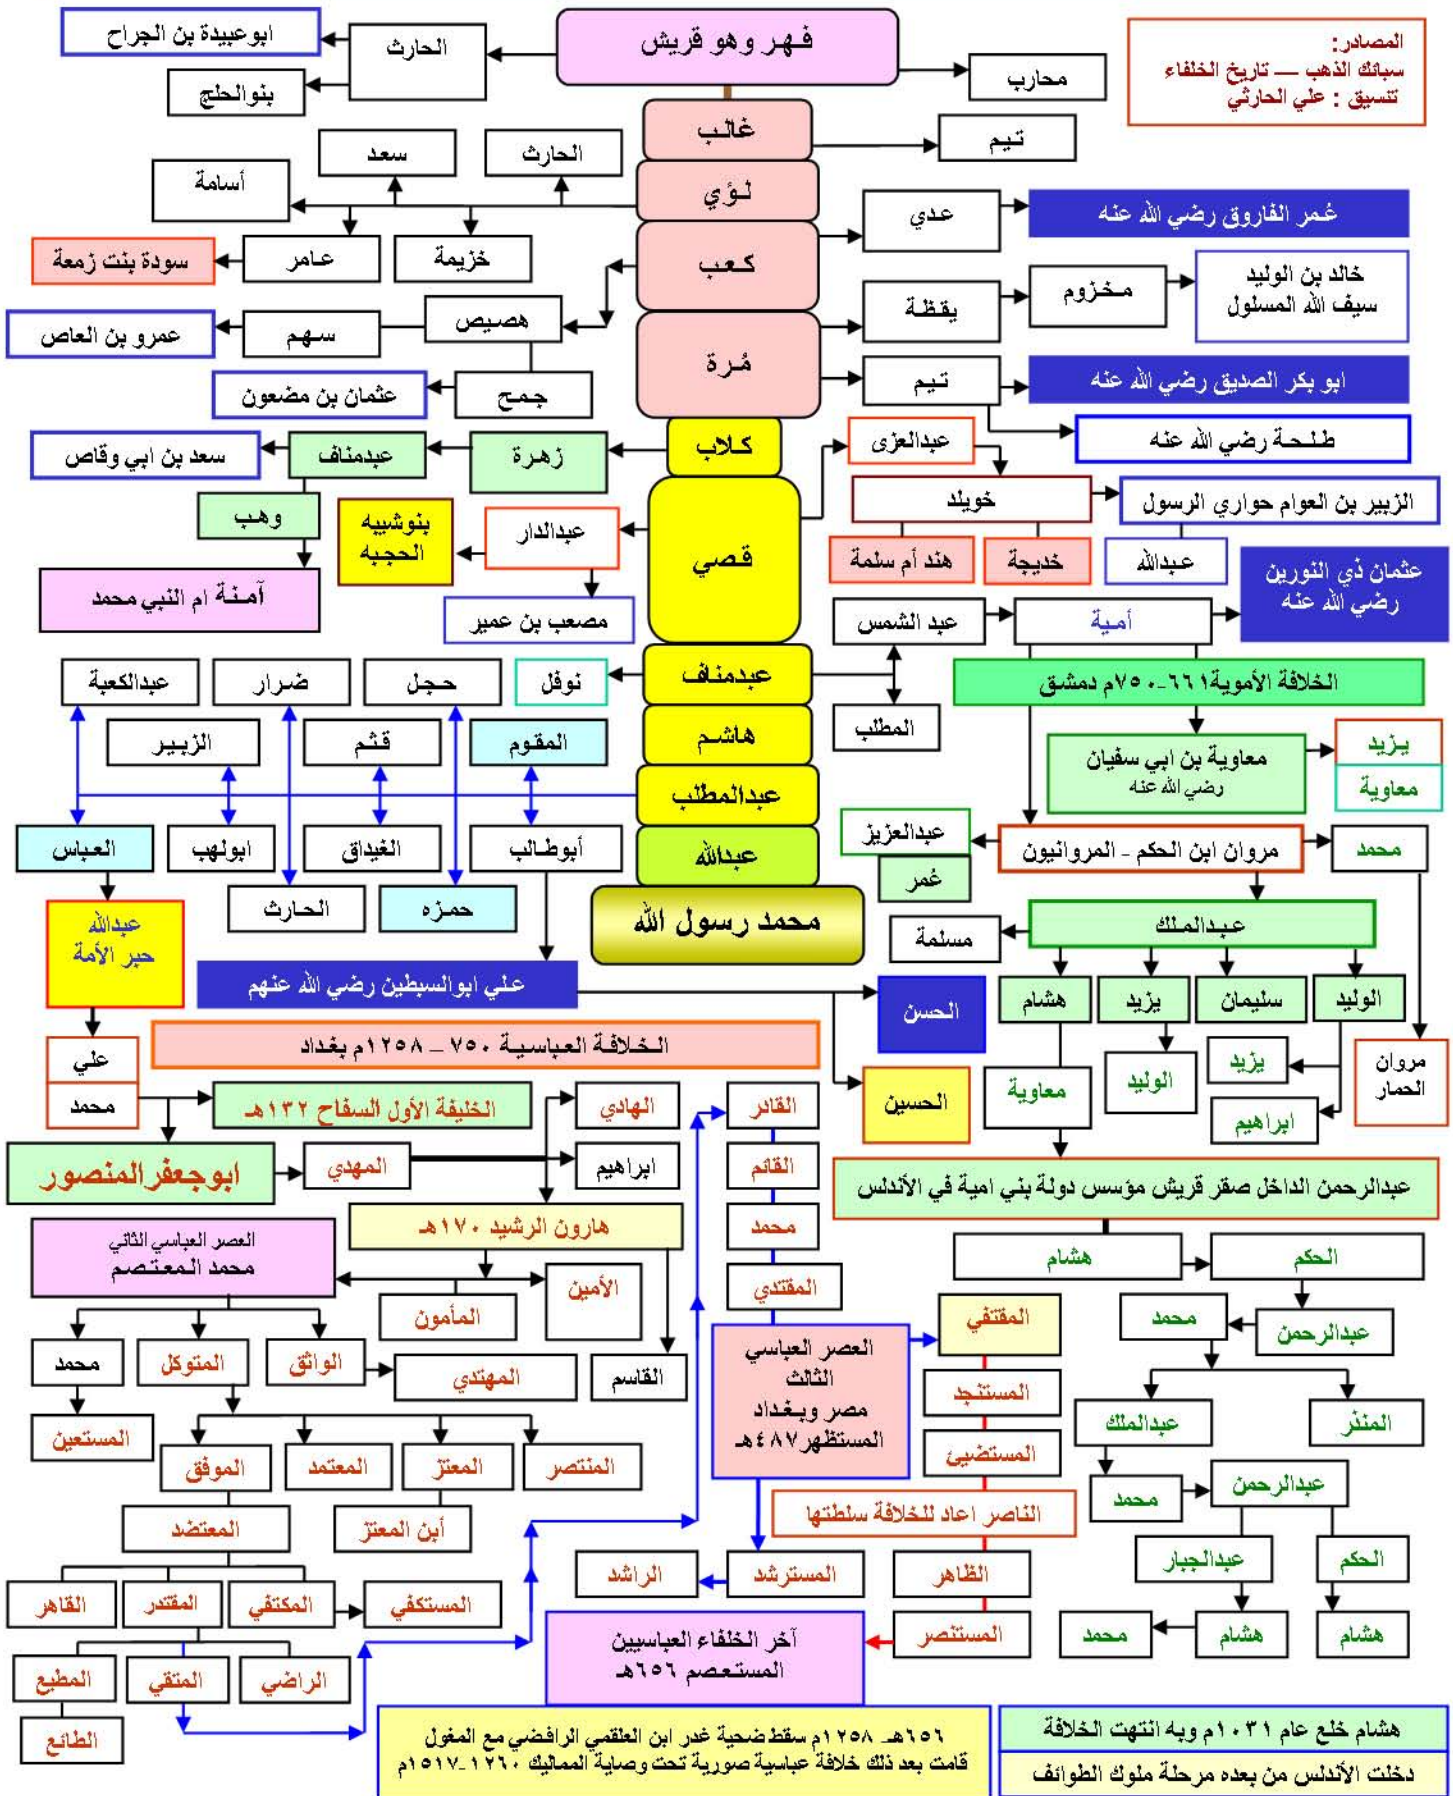 فهر وهو قريش
المصادر:
سبائك الذهب — تاريخ الخلفاء
تنسيق : علي الحارثي
محارب
الحارث
ابوعبيدة بن الجراح
بنوالحلج
غالب
تيم
لؤي
الحارث
سعد
أسامة
خزيمة
عامر
سودة بنت زمعة
كعب
عدي
عُمر الفاروق رضي الله عنه
هصيص
سهم
عمرو بن العاص
جمح
عثمان بن مضعون
مُرة
يقظة
مخزوم
خالد بن الوليد
سيف الله المسلول
تيم
ابو بكر الصديق رضي الله عنه
طلحة رضي الله عنه
كلاب
زهرة
عبدمناف
سعد بن ابي وقاص
وهب
آمنة ام النبي محمد
قصي
عبدالعزى
خويلد
الزبير بن العوام حواري الرسول
هند أم سلمة
خديجة
عبدالله
عبدالدار
بنوشيبه
الحجبه
مصعب بن عمير
عبدمناف
عبد الشمس
أمية
عثمان ذي النورين
رضي الله عنه
المطلب
نوفل
الخلافة الأموية٦٦١-٧٥٠م دمشق
معاوية بن ابي سفيان
رضي الله عنه
يزيد
معاوية
هاشم
عبدالمطلب
حجل
ضرار
عبدالكعبة
المقوم
قثم
الزبير
أبوطالب
الغيداق
ابولهب
العباس
حمزه
الحارث
عبدالله
محمد رسول الله
مروان ابن الحكم - المروانيون
محمد
عبدالعزيز
عُمر
عبدالملك
مسلمة
الوليد
سليمان
يزيد
هشام
مروان
الحمار
يزيد
ابراهيم
الوليد
معاوية
علي ابوالسبطين رضي الله عنهم
الحسن
الحسين
عبدالله
حبر الأمة
علي
محمد
الخلافة العباسية ٧٥٠ – ١٢٥٨م بغداد
الخليفة الأول السفاح ١٣٢هـ
ابوجعفرالمنصور
المهدي
الهادي
ابراهيم
هارون الرشيد ١٧٠هـ
الأمين
المأمون
القاسم
العصر العباسي الثاني
محمد المعتصم
الواثق
المتوكل
محمد
المهتدي
المستعين
المنتصر
المعتز
المعتمد
الموفق
أبن المعتز
المعتضد
المكتفي
المقتدر
القاهر
المستكفي
الراضي
المتقي
المطيع
الطائع
القادر
القائم
محمد
المقتدي
العصر العباسي
الثالث
مصر وبغداد
المستظهر٤٨٧هـ
المسترشد
الراشد
المقتفي
المستنجد
المستضيئ
الناصر اعاد للخلافة سلطتها
الظاهر
المستنصر
آخر الخلفاء العباسيين
المستعصم ٦٥٦هـ
عبدالرحمن الداخل صقر قريش مؤسس دولة بني امية في الأندلس
هشام
الحكم
عبدالرحمن
محمد
المنذر
عبدالملك
محمد
عبدالرحمن
الحكم
عبدالجبار
هشام
هشام
محمد
٦٥٦هـ- ١٢٥٨م سقط ضحية غدر ابن العلقمي الرافضي مع المغول
قامت بعد ذلك خلافة عباسية صورية تحت وصاية المماليك ١٢٦٠-١٥١٧م
هشام خلع عام ١٠٣١م وبه انتهت الخلافة
دخلت الأندلس من بعده مرحلة ملوك الطوائف